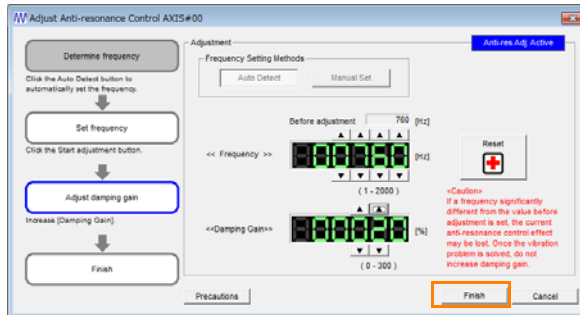 Adjust Anti-resonance Control AXIS#00
Determine frequency
Click the Auto Detect button to
automatically set the frequency.
Set frequency
Click the Start adjustment button.
Adjust damping gain
Increase [Damping Gain].
Finish
Adjustment
Anti-res Adj Active
Frequency Setting Methods
Auto Detect
Manual Set
Before adjustment 760 [Hz]
<< Frequency >> 000760 [Hz]
( 1 - 2000 )
<<Damping Gain>> 000020 [%]
( 0 - 300 )
Reset
<Caution>
If a frequency significantly
different from the value before
adjustment is set, the current
anti-resonance control effect
may be lost. Once the vibration
problem is solved, do not
increase damping gain.
Precautions
Finish
Cancel